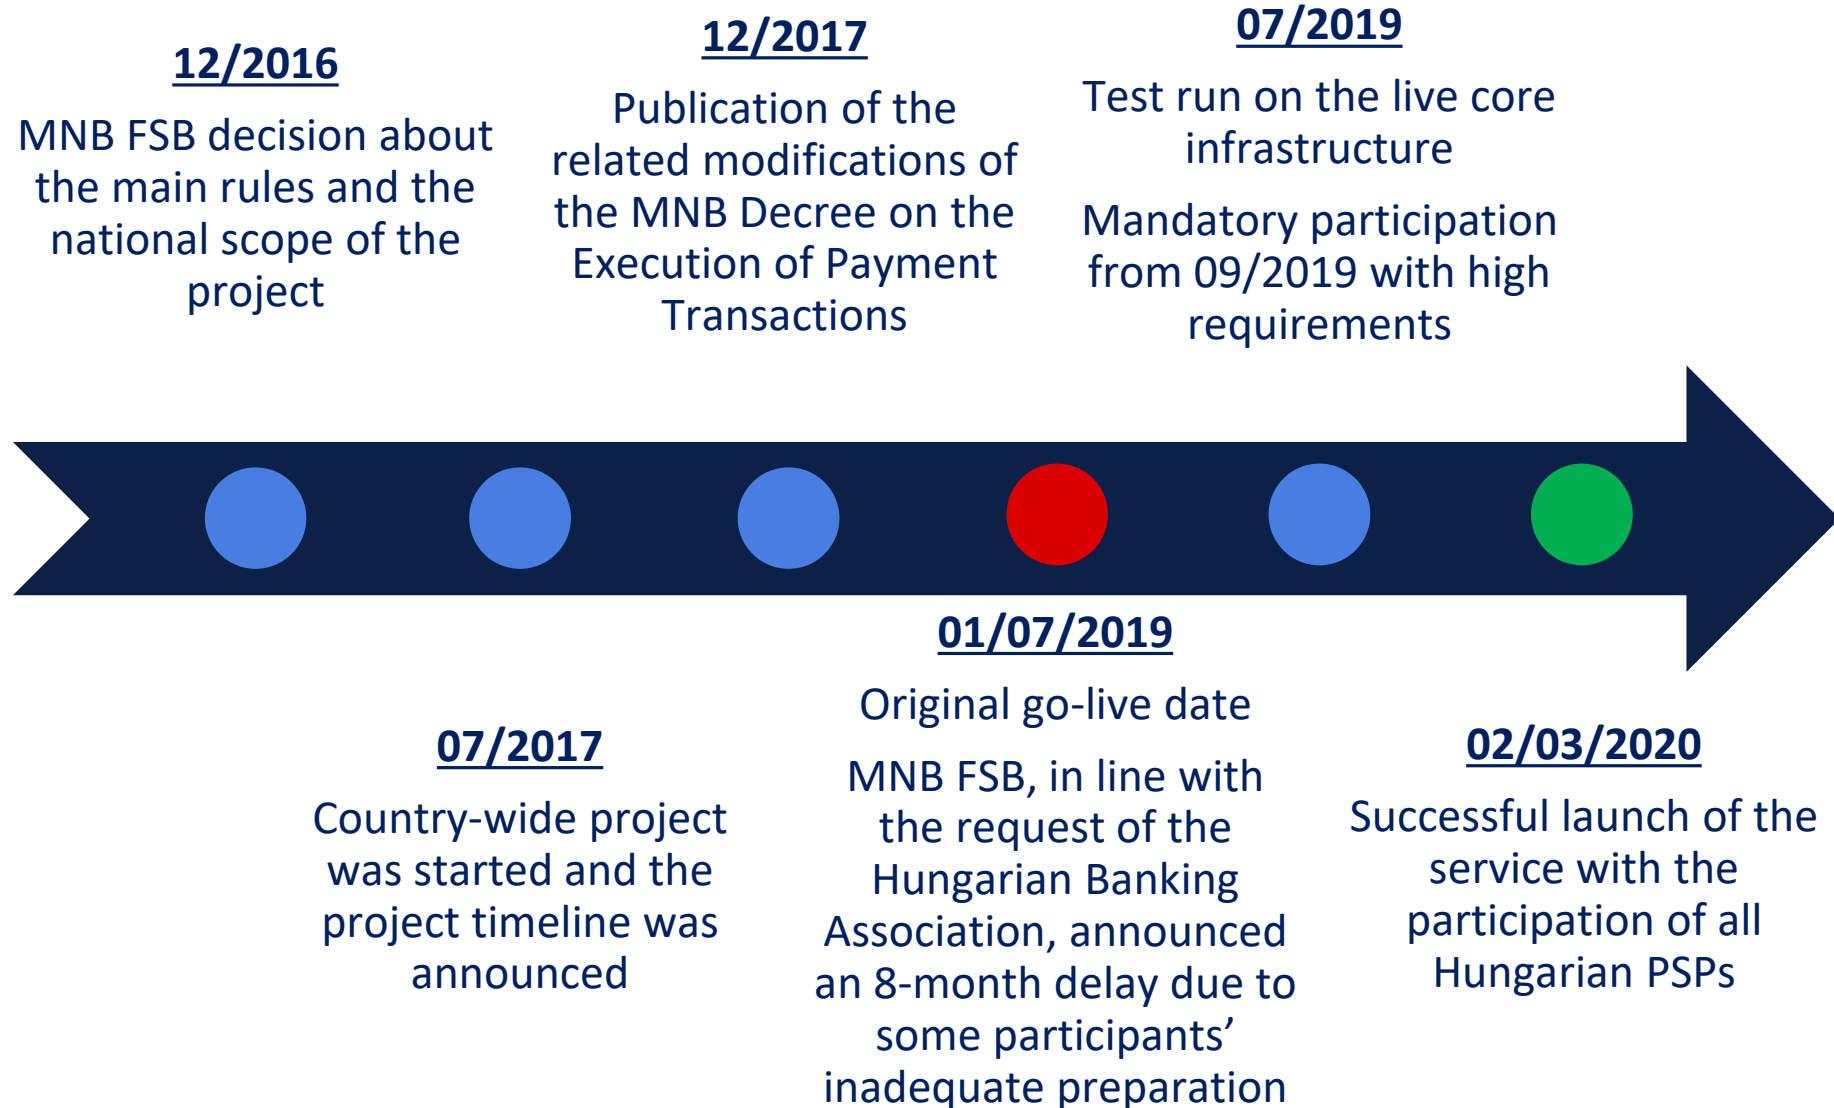 12/2016
MNB FSB decision about
the main rules and the
national scope of the
project
12/2017
Publication of the
related modifications of
the MNB Decree on the
Execution of Payment
Transactions
07/2019
Test run on the live core
infrastructure
Mandatory participation
from 09/2019 with high
requirements
07/2017
Country-wide project
was started and the
project timeline was
announced
01/07/2019
Original go-live date
MNB FSB, in line with
the request of the
Hungarian Banking
Association, announced
an 8-month delay due to
some participants’
inadequate preparation
02/03/2020
Successful launch of the
service with the
participation of all
Hungarian PSPs